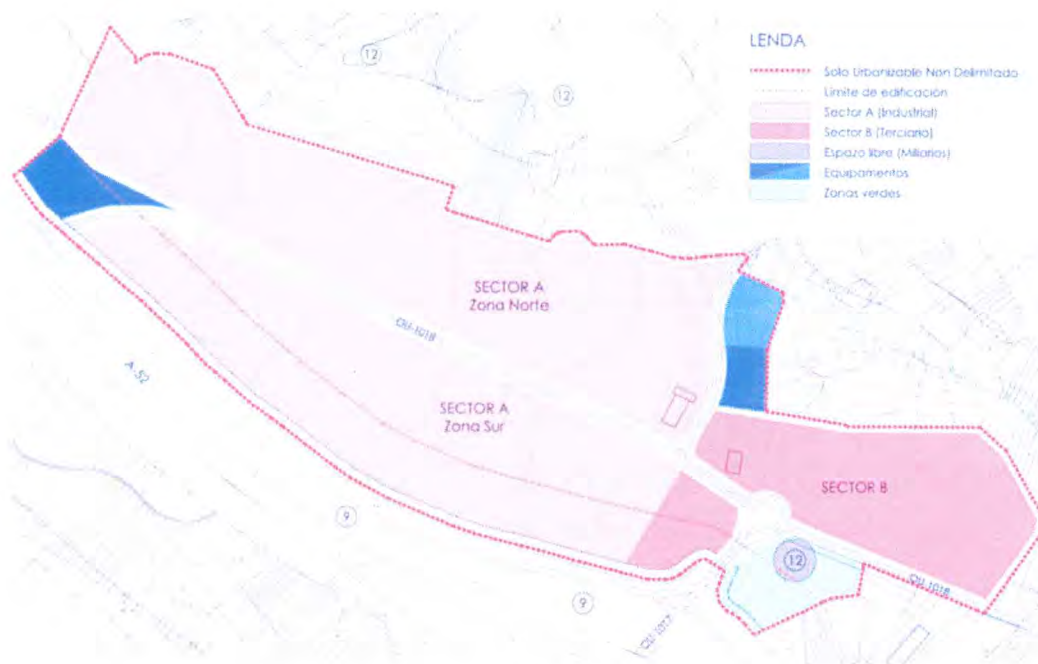 LENDA
Solo Urbanizable Non Delimitado
Límite de edificación
Sector A (Industrial)
Sector B (Terciario)
Espazo libre (Miliarios)
Equipamentos
Zonas verdes
12
12
SECTOR A
Zona Norte
OU-1018
A-52
SECTOR A
Zona Sur
SECTOR B
9
12
OU-1018
9
OU-1017